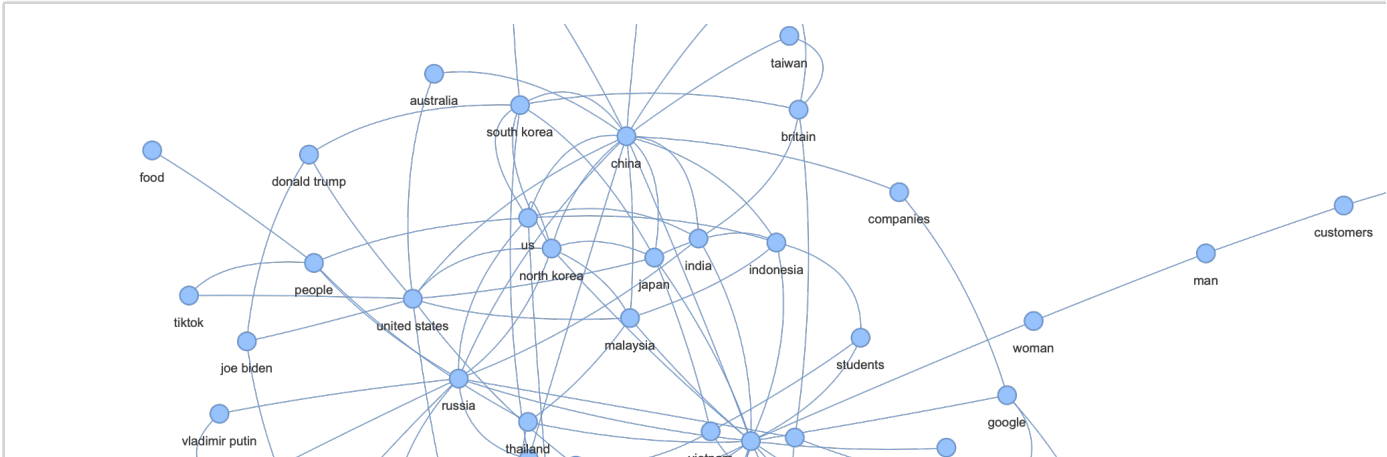 taiwan
australia
south korea
britain
china
food
donald trump
companies
customers
us
north korea
india
indonesia
japan
man
people
tiktok
united states
malaysia
woman
joe biden
students
russia
vladimir putin
google
thailand
vietnam